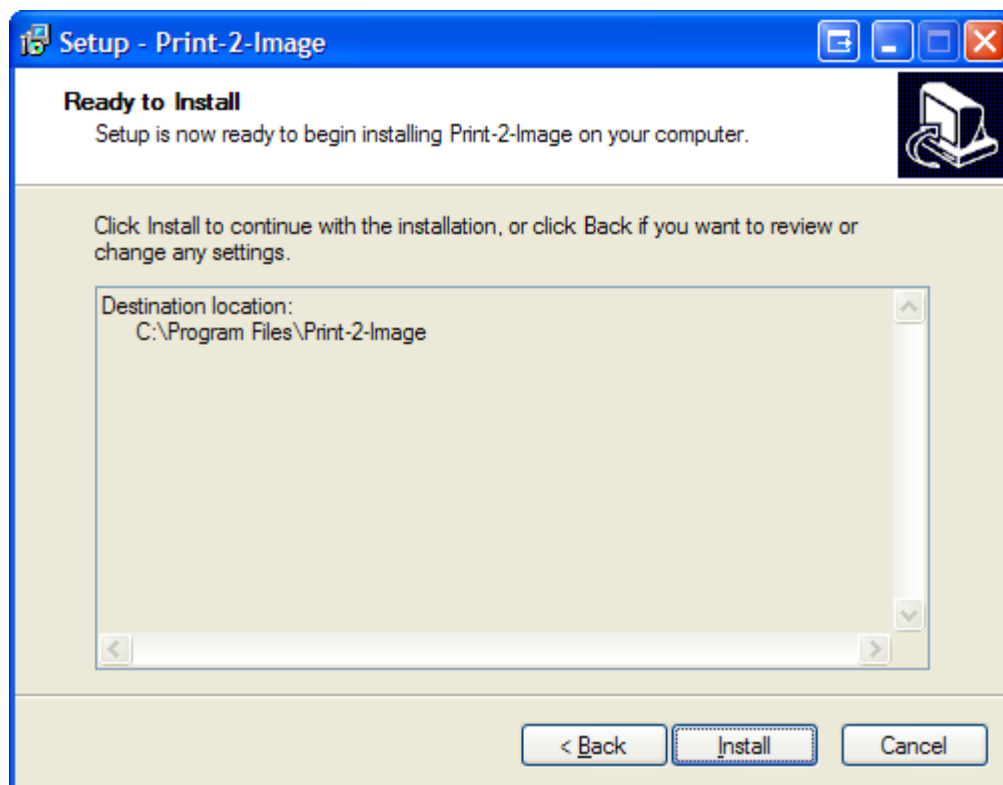 Setup - Print-2-Image
Ready to Install
Setup is now ready to begin installing Print-2-Image on your computer.
Click Install to continue with the installation, or click Back if you want to review or
change any settings.
Destination location:
C:\Program Files\Print-2-Image
< Back
Install
Cancel